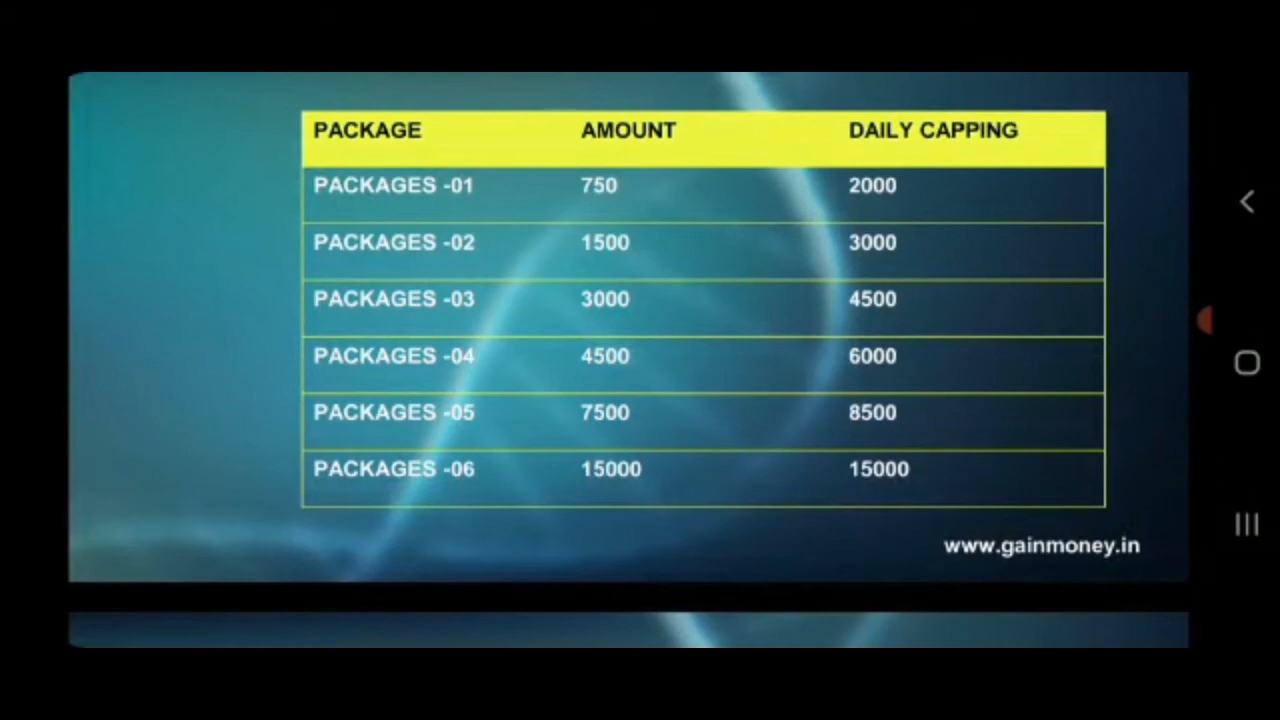 PACKAGE AMOUNT DAILY CAPPING
PACKAGES -01 750 2000
PACKAGES -02 1500 3000
PACKAGES -03 3000 4500
PACKAGES -04 4500 6000
PACKAGES -05 7500 8500
PACKAGES -06 15000 15000
www.gainmoney.in